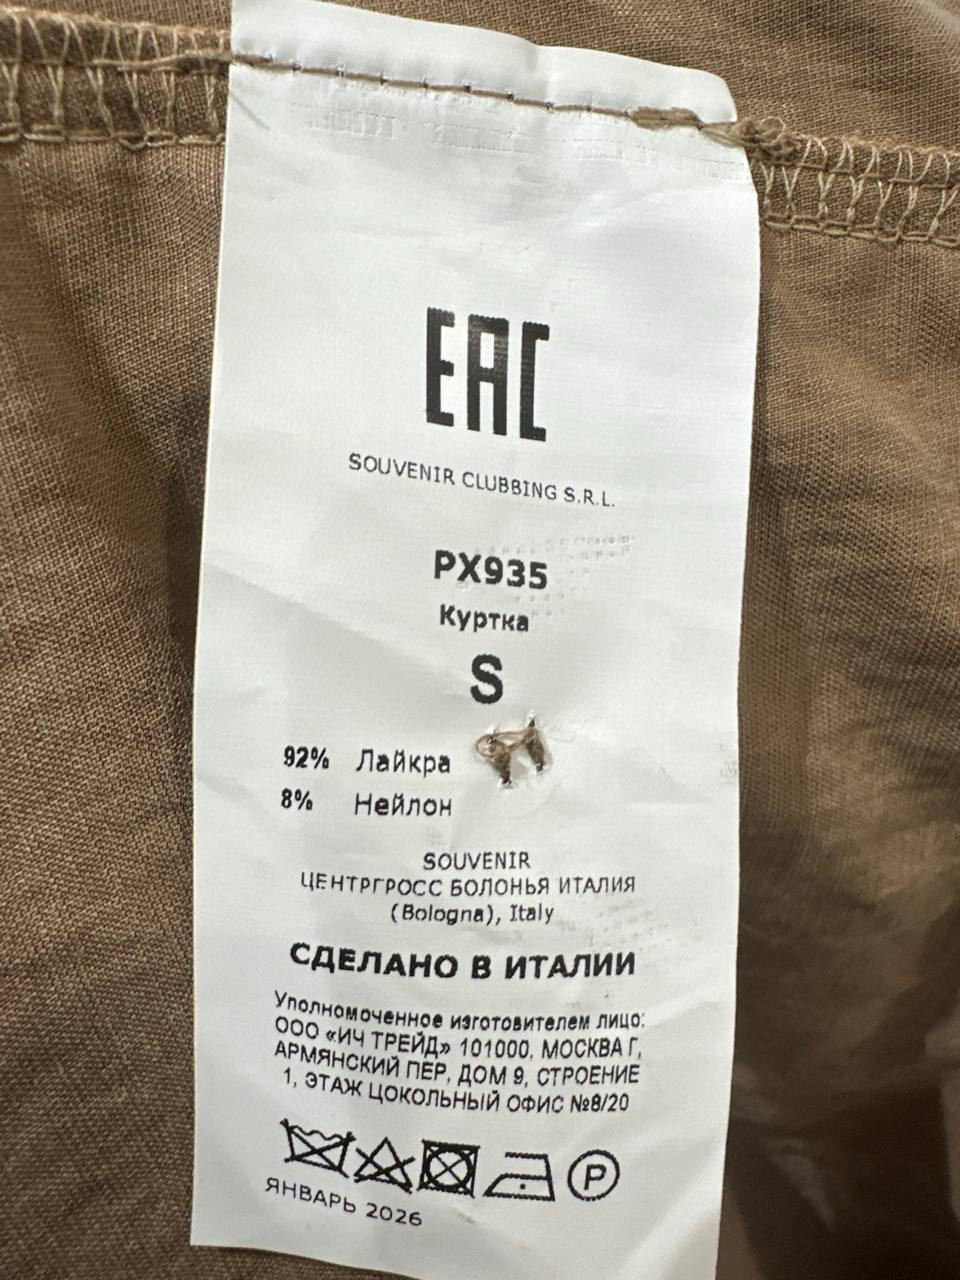 EAC
SOUVENIR CLUBBING S.R.L.
PX935
Куртка
S
92% Лайкра
8% Нейлон
SOUVENIR
ЦЕНТРГРОСС БОЛОНЬЯ ИТАЛИЯ
(Bologna), Italy
СДЕЛАНО В ИТАЛИИ
Уполномоченное изготовителем лицо:
ООО «ИЧ ТРЕЙД» 101000, МОСКВА Г,
АРМЯНСКИЙ ПЕР, ДОМ 9, СТРОЕНИЕ
1, ЭТАЖ ЦОКОЛЬНЫЙ ОФИС №8/20
P
ЯНВАРЬ 2026